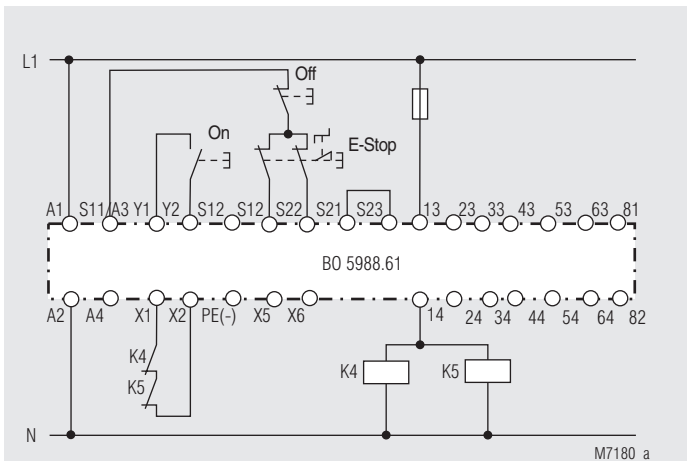 L1
Off
On
E-Stop
A1 S11/A3 Y1 Y2 S12 S12 S22 S21 S23 13 23 33 43 53 63 81
BO 5988.61
A2 A4 X1 X2 PE(-) X5 X6 14 24 34 44 54 64 82
K4
K5
K4 K5
N
M7180_a